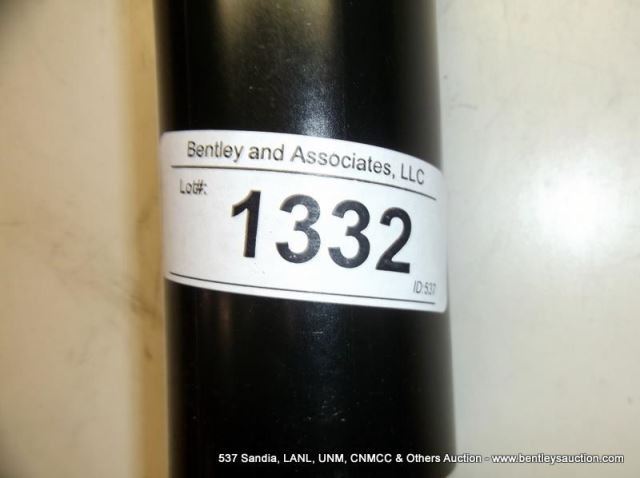 Bentley and Associates, LLC
Lot#:
1332
ID:537
537 Sandia, LANL, UNM, CNMCC & Others Auction - www.bentleysauction.com